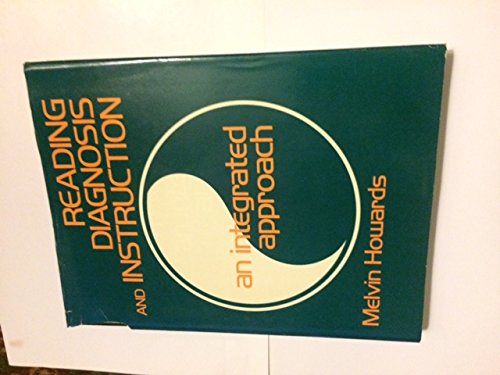 READING
DIAGNOSIS
AND INSTRUCTION
an integrated
approach
Melvin Howards